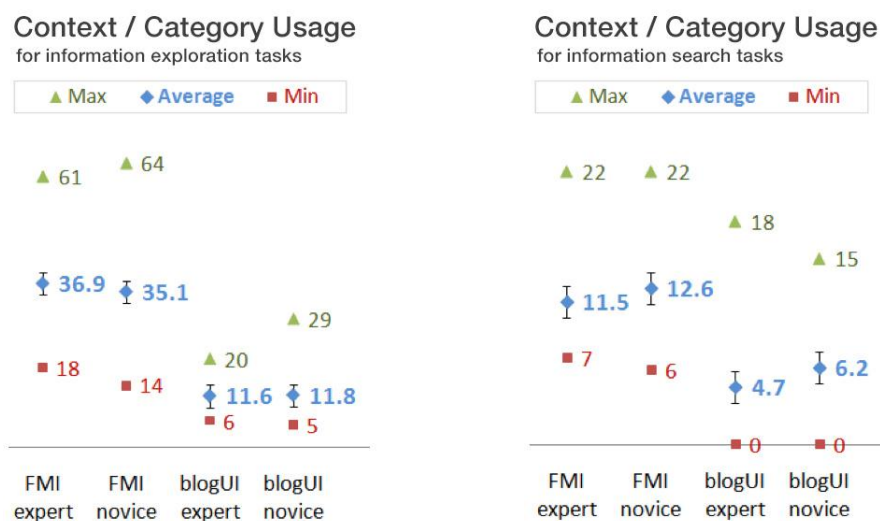 Context / Category Usage
for information exploration tasks
Max Average Min
61
64
36.9
35.1
29
18
14
20
11.6
11.8
6
5
FMI expert
FMI novice
blogUI expert
blogUI novice
Context / Category Usage
for information search tasks
Max Average Min
22
22
18
15
11.5
12.6
7
6
4.7
6.2
0
0
FMI expert
FMI novice
blogUI expert
blogUI novice